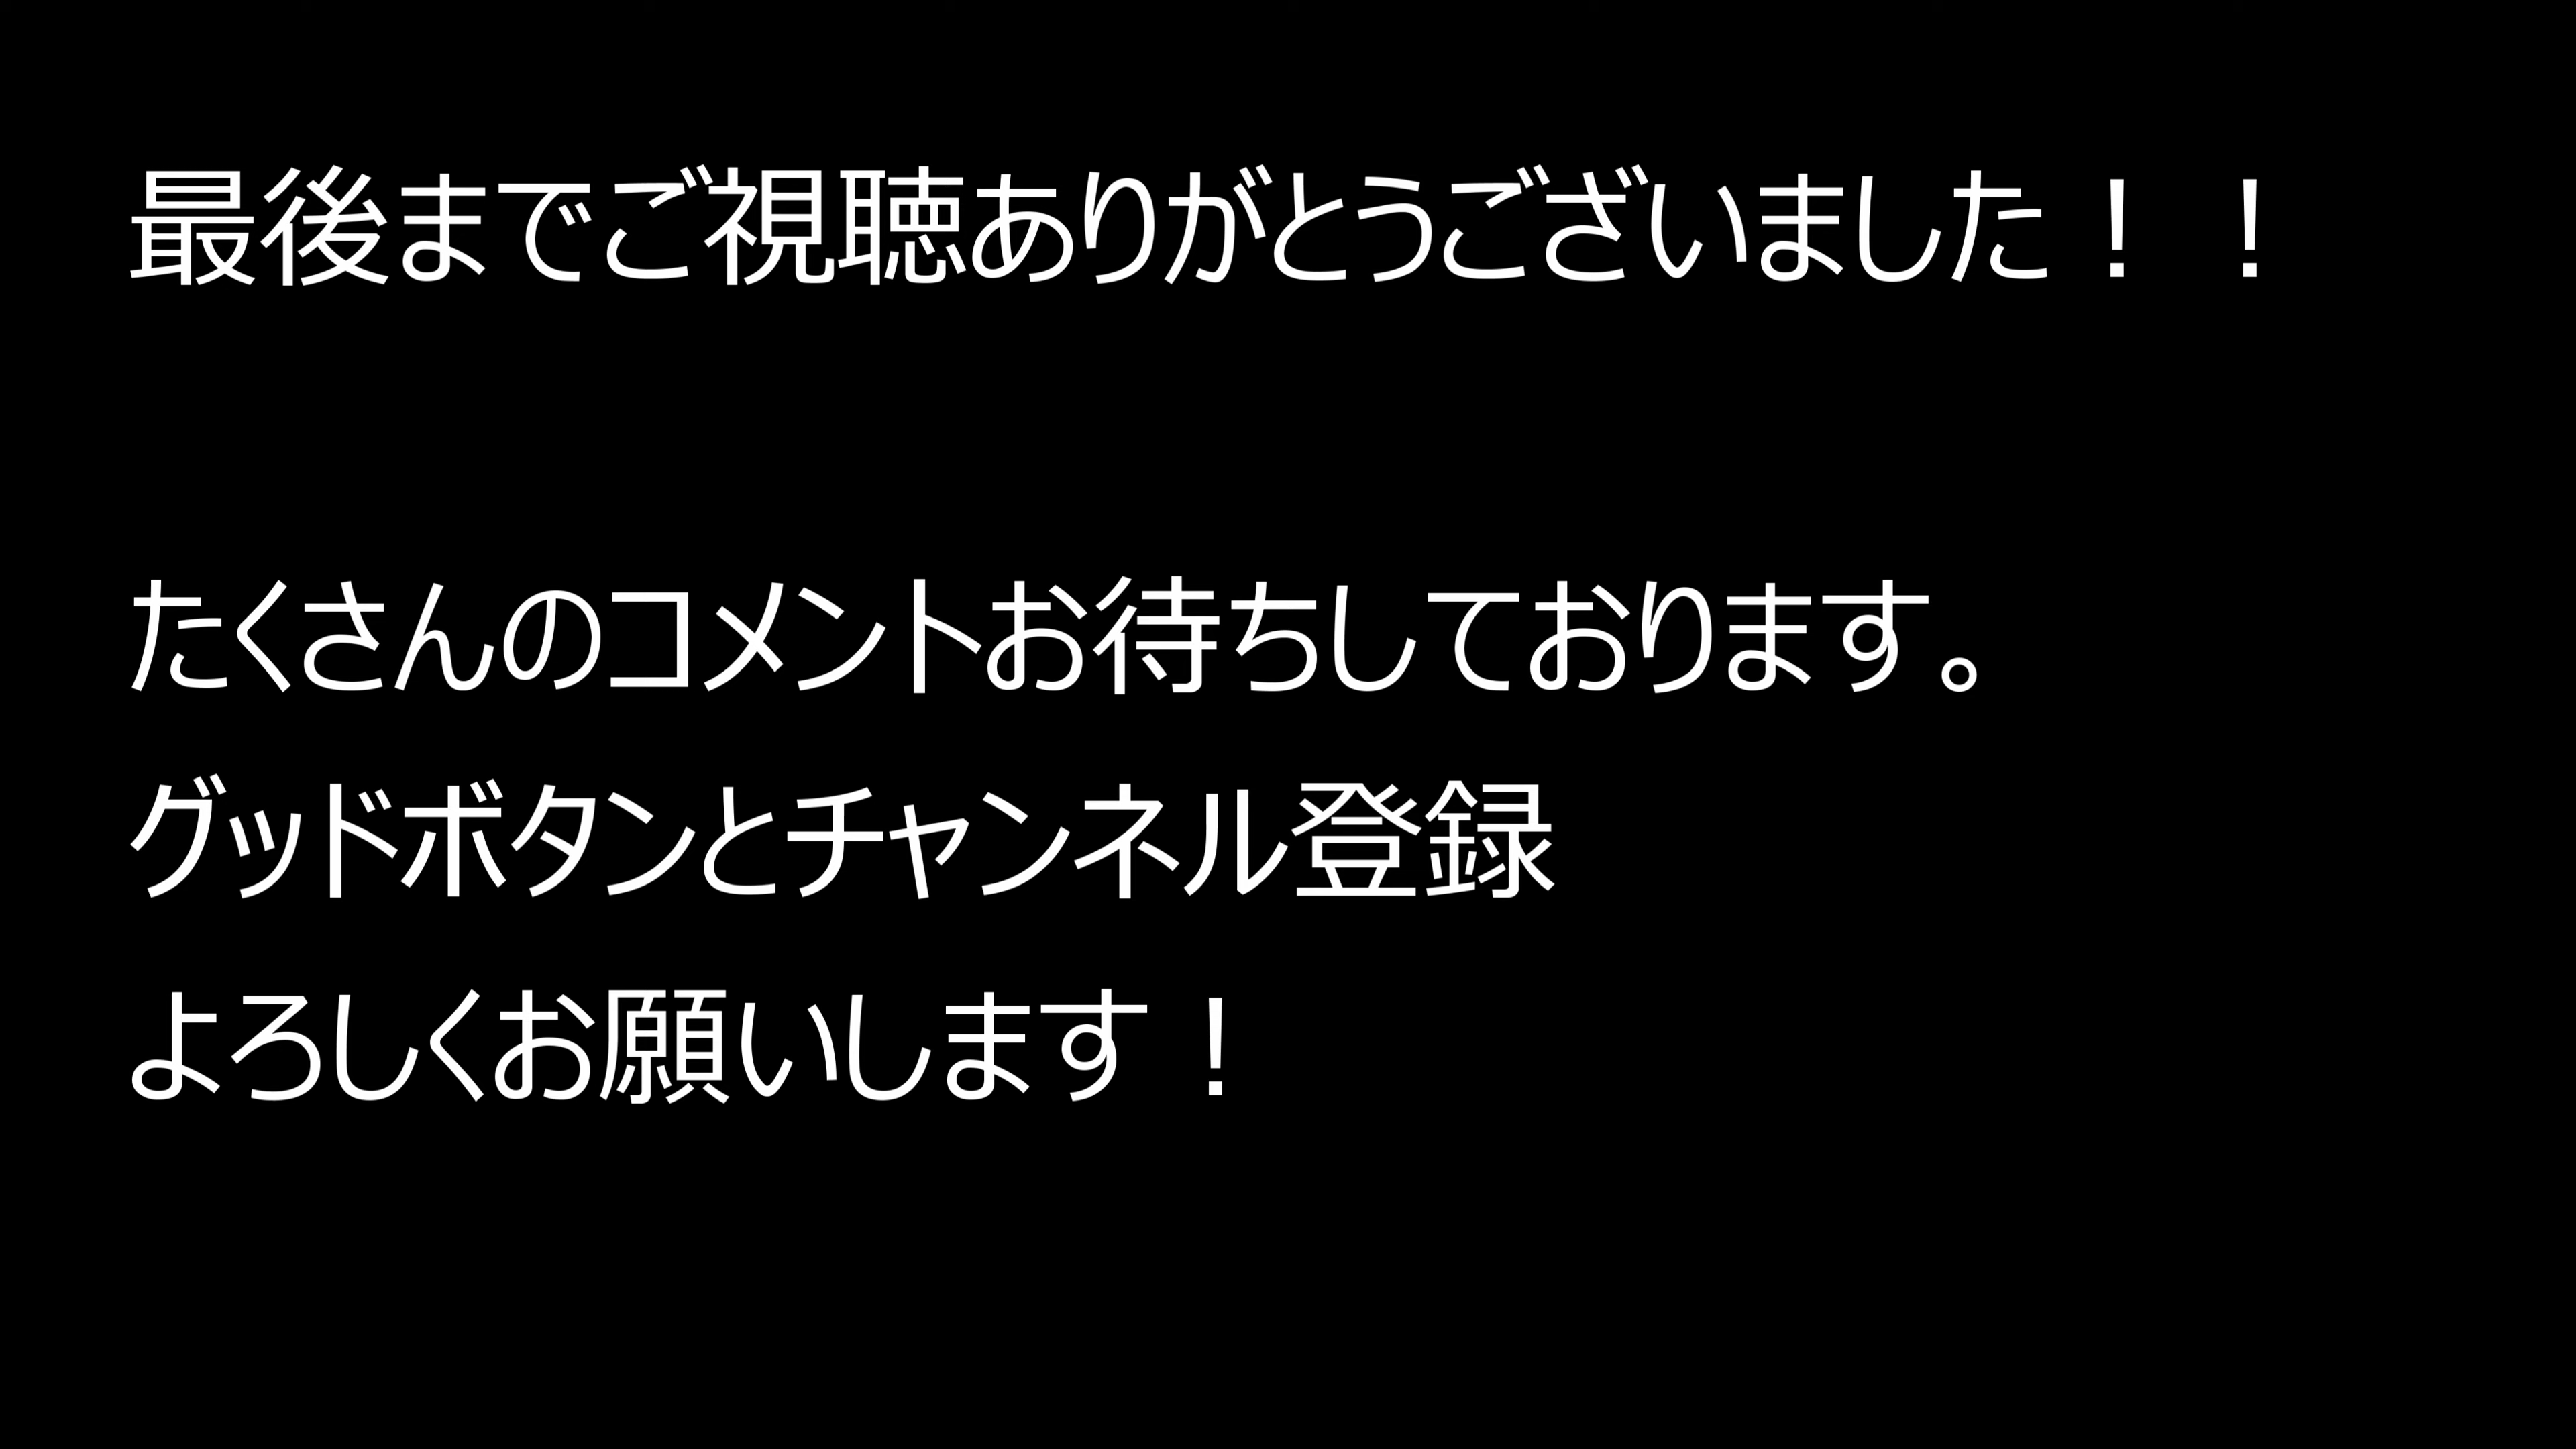 最後までご視聴ありがとうございました！！
たくさんのコメントお待ちしております。
グッドボタンとチャンネル登録
よろしくお願いします！